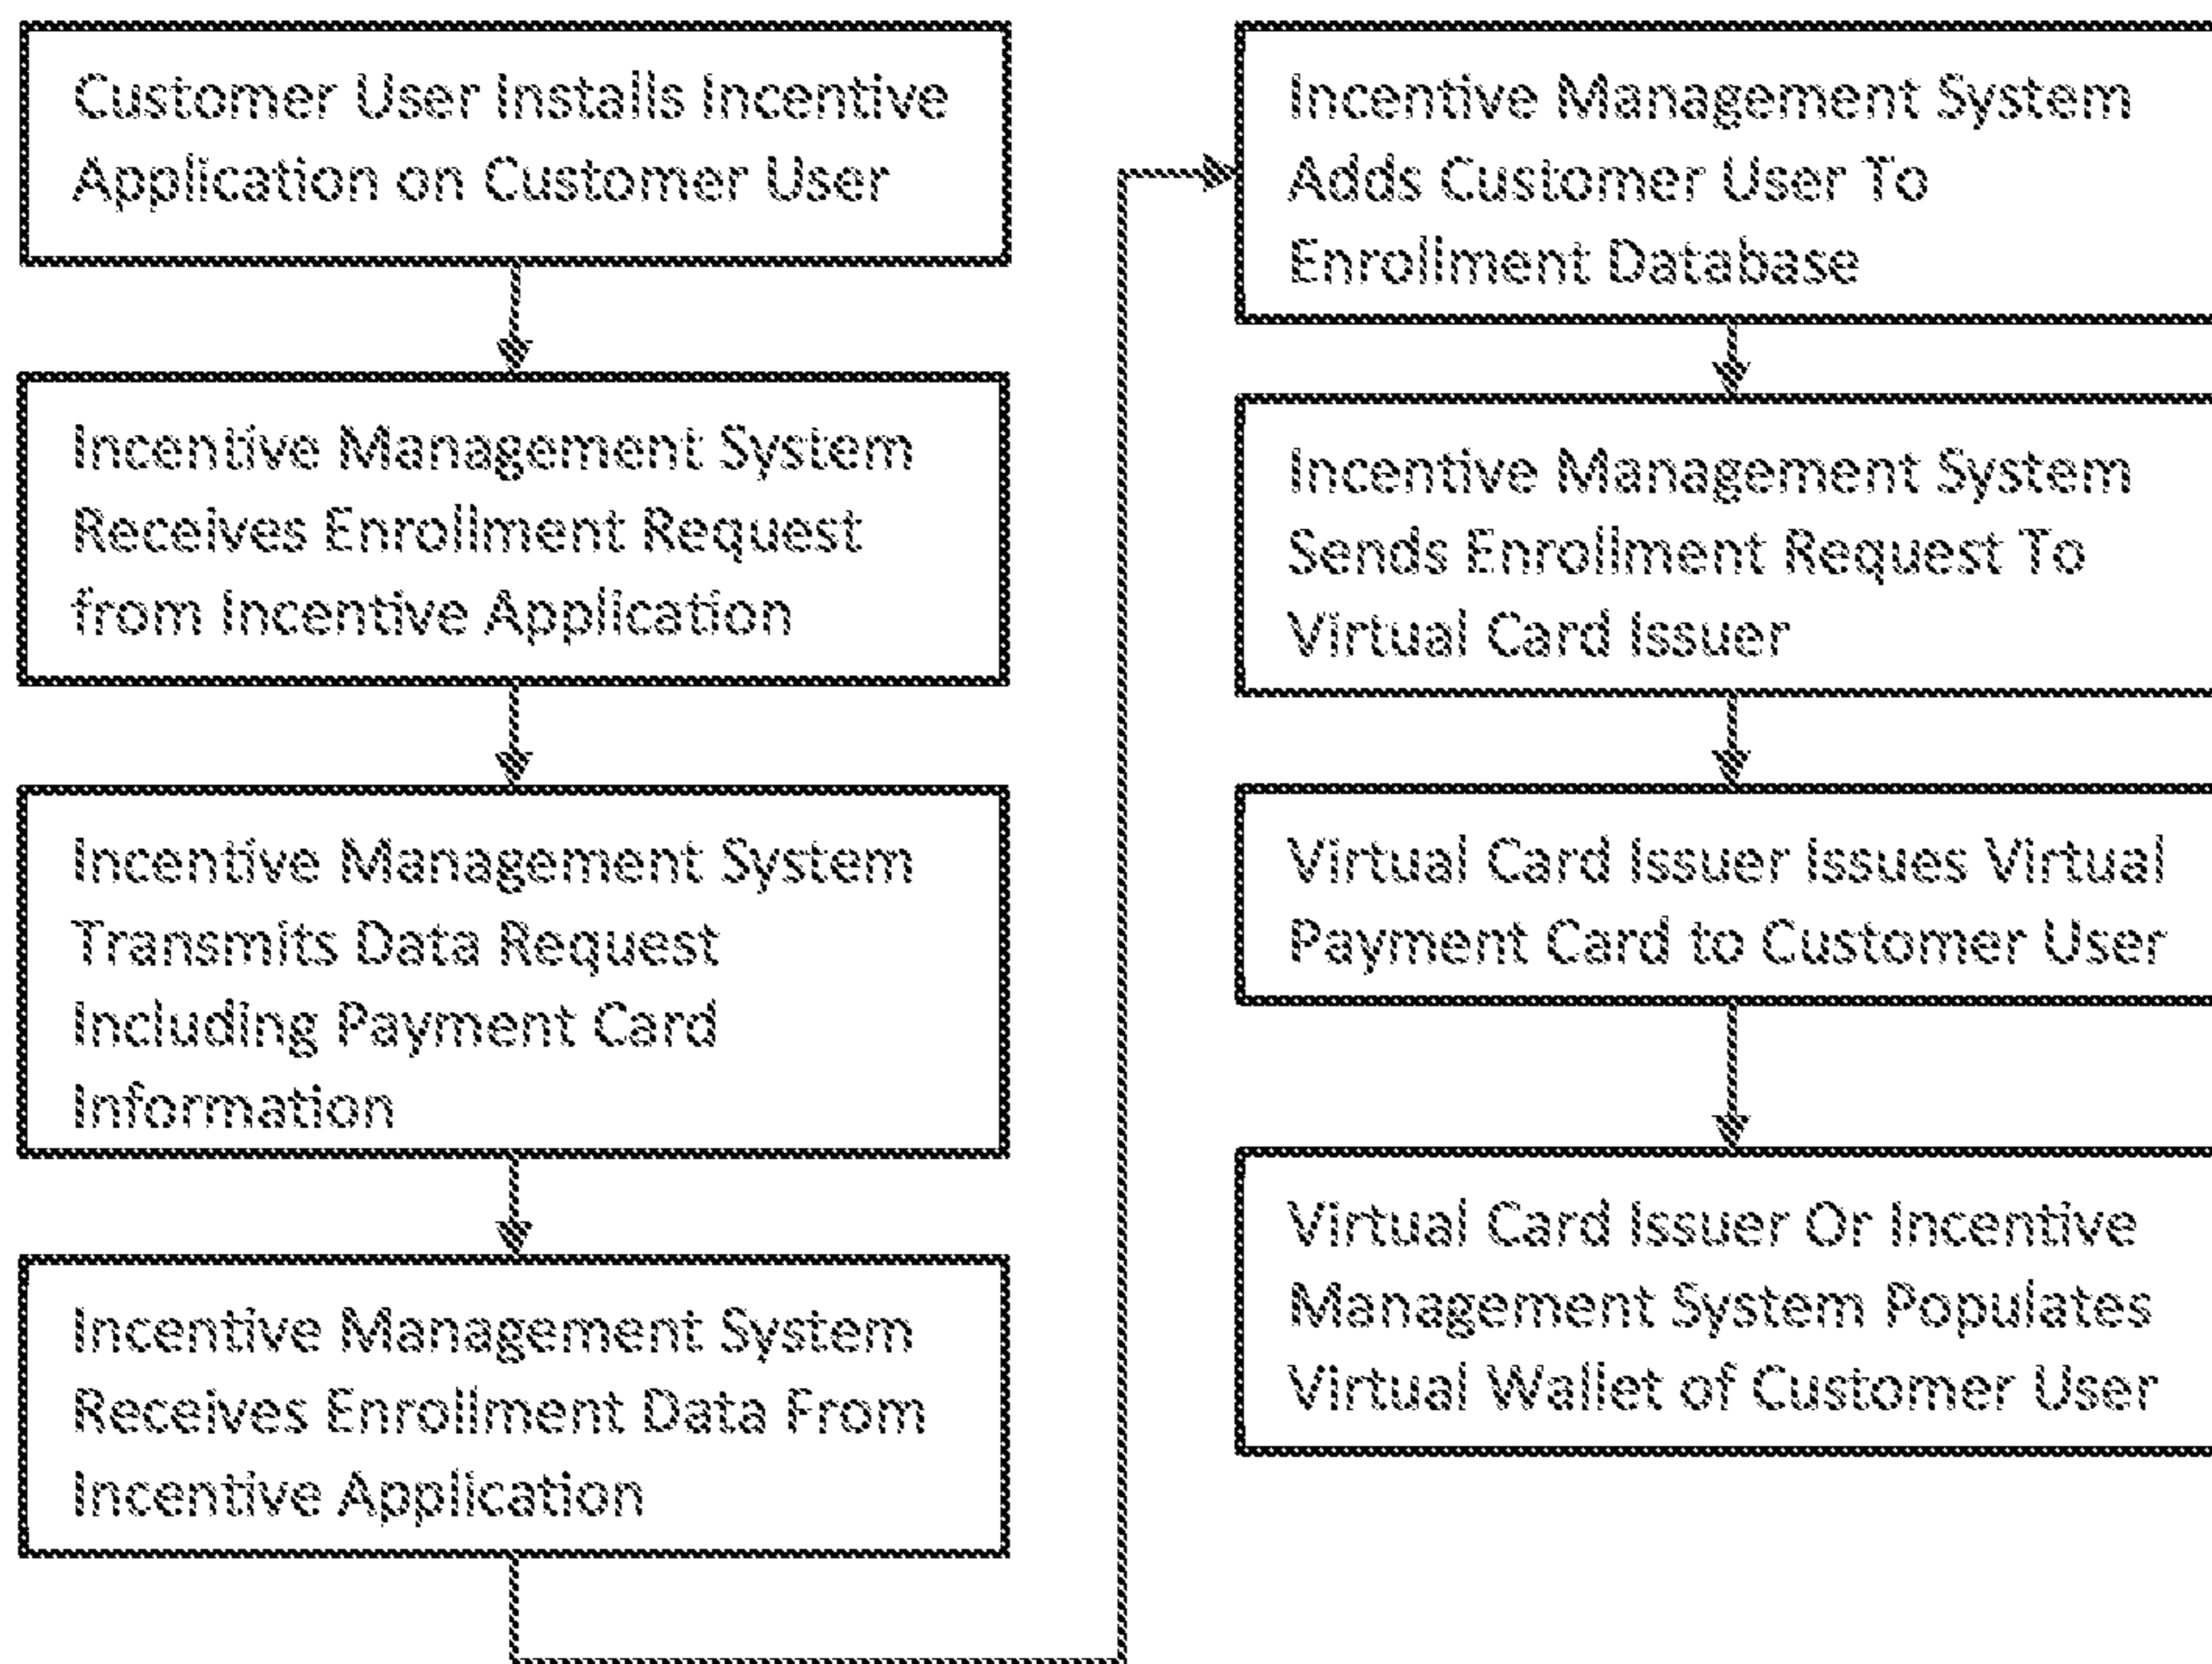 Customer User Installs Incentive
Application on Customer User
Incentive Management System
Receives Enrollment Request
from Incentive Application
Incentive Management System
Transmits Data Request
Including Payment Card
Information
Incentive Management System
Receives Enrollment Data From
Incentive Application
Incentive Management System
Adds Customer User To
Enrollment Database
Incentive Management System
Sends Enrollment Request To
Virtual Card Issuer
Virtual Card Issuer Issues Virtual
Payment Card to Customer User
Virtual Card Issuer Or Incentive
Management System Populates
Virtual Wallet of Customer User